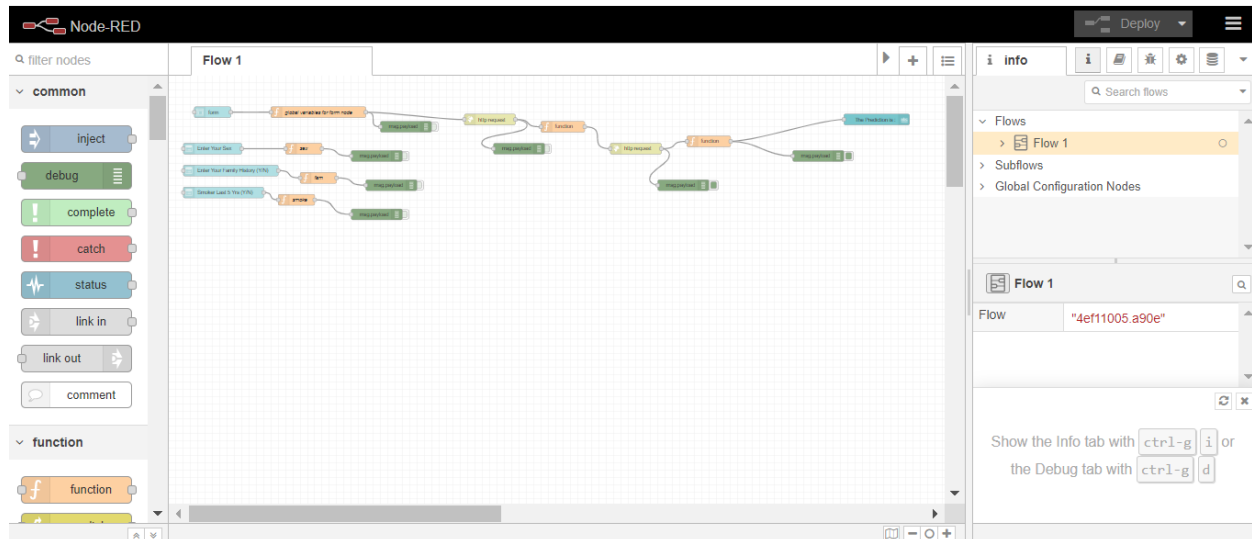 Node-RED
Deploy
filter nodes
Flow 1
i info
i
Search flows
common
inject
debug
complete
catch
status
link in
link out
comment
function
function
form
global variables for form node
msg.payload
http request
msg.payload
function
http request
function
msg.payload
msg.payload
The Prediction is
Enter Your Sex
sex
msg.payload
Enter Your Family History (Y/N)
fam
msg.payload
Smoker Last 5 Yrs (Y/N)
smoke
msg.payload
Flows
Flow 1
Subflows
Global Configuration Nodes
Flow 1
Flow "4ef11005.a90e"
Show the Info tab with ctrl-g i or
the Debug tab with ctrl-g d